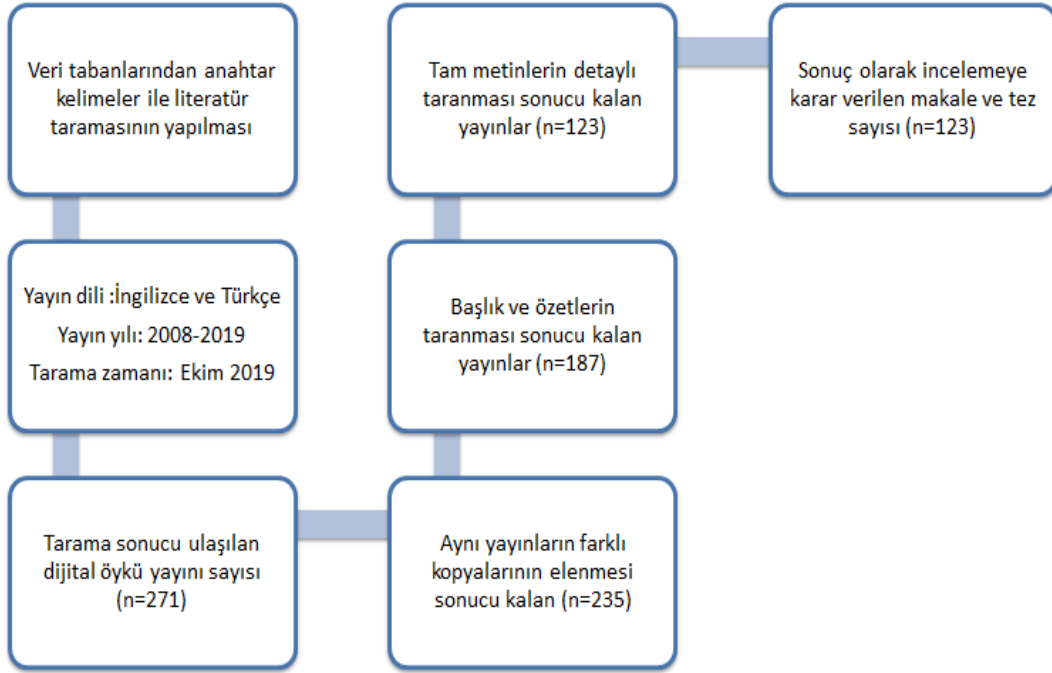 Veri tabanlarından anahtar
kelimeler ile literatür
taramasının yapılması
Yayın dili :İngilizce ve Türkçe
Yayın yılı: 2008-2019
Tarama zamanı: Ekim 2019
Tarama sonucu ulaşılan
dijital öykü yayını sayısı
(n=271)
Aynı yayınların farklı
kopyalarının elenmesi
sonucu kalan (n=235)
Başlık ve özetlerin
taranması sonucu kalan
yayınlar (n=187)
Tam metinlerin detaylı
taranması sonucu kalan
yayınlar (n=123)
Sonuç olarak incelemeye
karar verilen makale ve tez
sayısı (n=123)